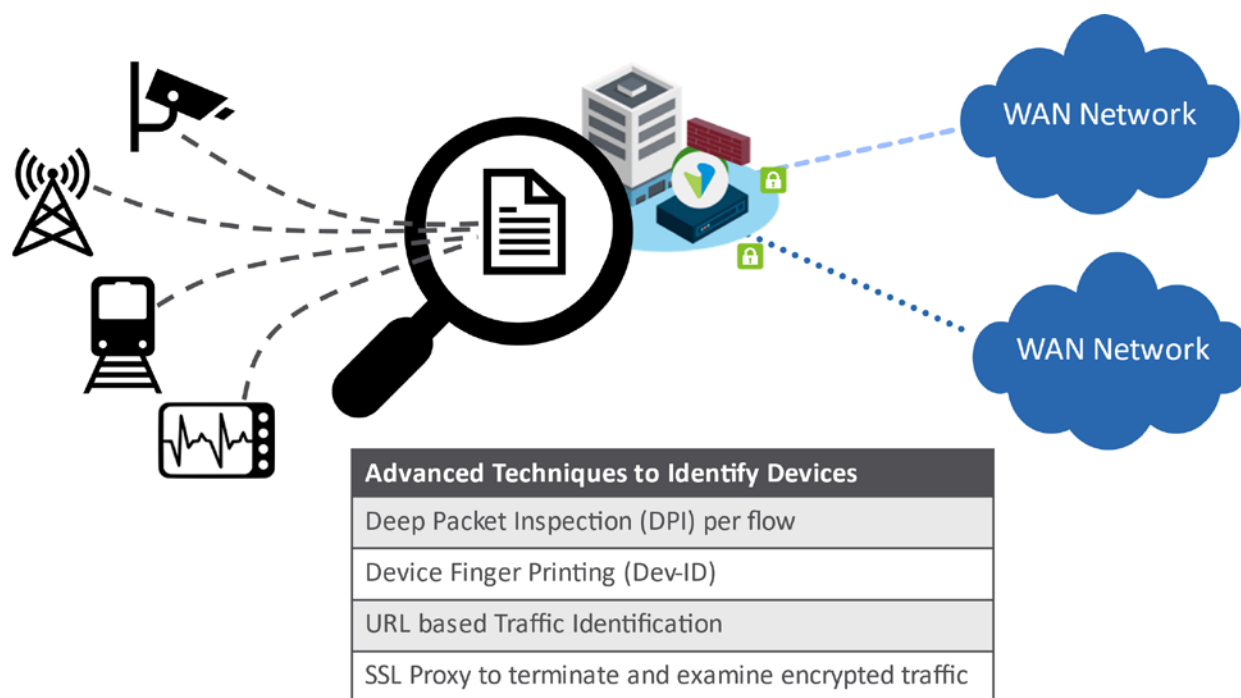 WAN Network
WAN Network
Advanced Techniques to Identify Devices
Deep Packet Inspection (DPI) per flow
Device Finger Printing (Dev-ID)
URL based Traffic Identification
SSL Proxy to terminate and examine encrypted traffic